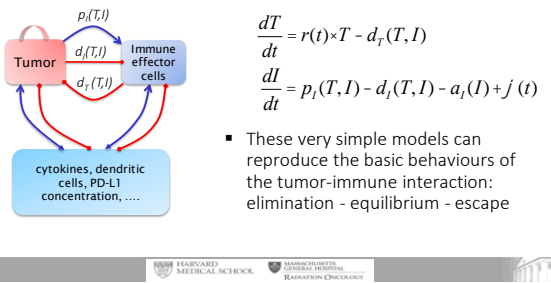 p_I(T,I)
d_I(T,I)
d_T(T,I)
Tumor
Immune
effector
cells
cytokines, dendritic
cells, PD-L1
concentration, ....
dT/dt = r(t)×T − d_T(T,I)
dI/dt = p_I(T,I) − d_I(T,I) − a_I(I) + j(t)
▪ These very simple models can
reproduce the basic behaviours of
the tumor-immune interaction:
elimination - equilibrium - escape
HARVARD
MEDICAL SCHOOL
MASSACHUSETTS
GENERAL HOSPITAL
RADIATION ONCOLOGY